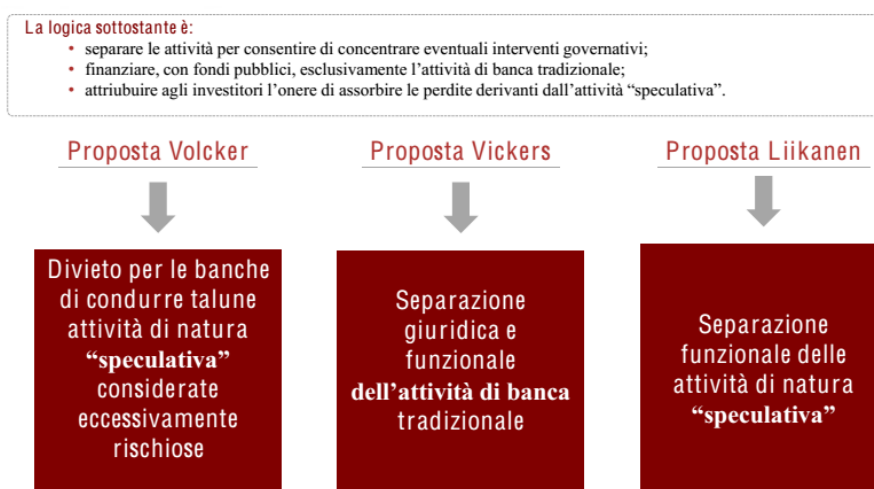 La logica sottostante è:
• separare le attività per consentire di concentrare eventuali interventi governativi;
• finanziare, con fondi pubblici, esclusivamente l’attività di banca tradizionale;
• attriubuire agli investitori l’onere di assorbire le perdite derivanti dall’attività “speculativa”.
Proposta Volcker
Divieto per le banche
di condurre talune
attività di natura
“speculativa”
considerate
eccessivamente
rischiose
Proposta Vickers
Separazione
giuridica e
funzionale
dell’attività di banca
tradizionale
Proposta Liikanen
Separazione
funzionale delle
attività di natura
“speculativa”